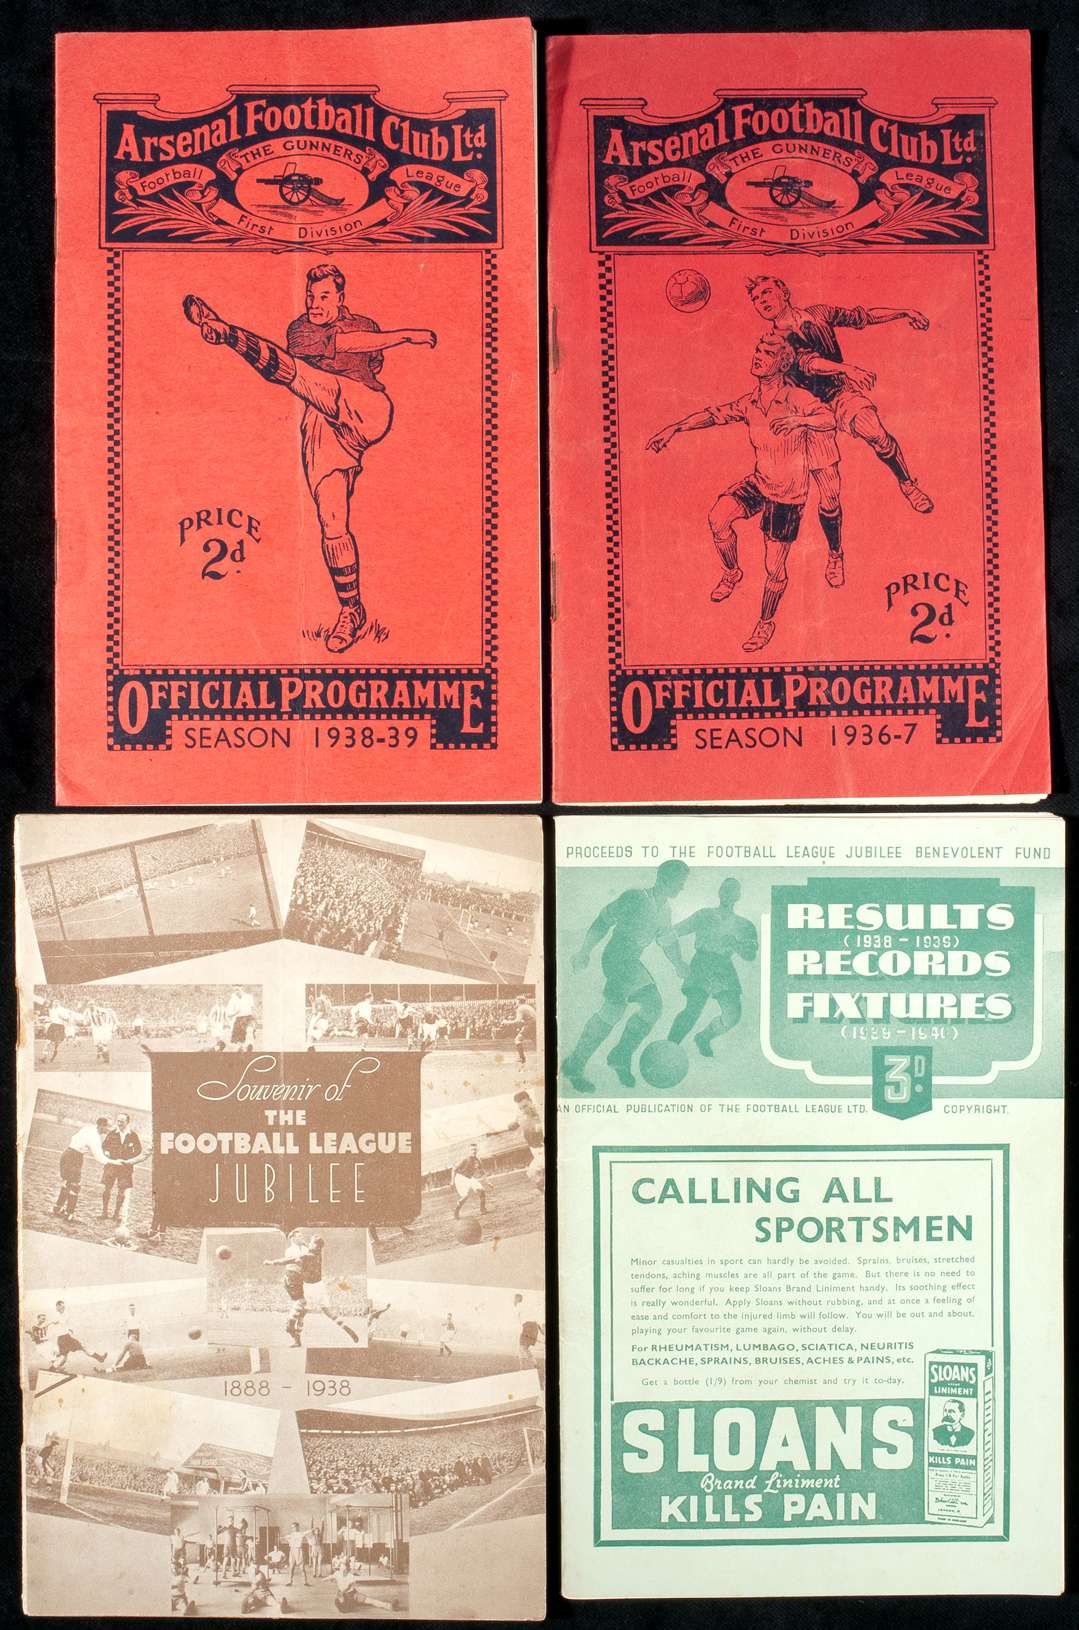 Arsenal Football Club Ltd.
"THE GUNNERS"
Football League
First Division
PRICE
2d.
OFFICIAL PROGRAMME
SEASON 1938-39
Arsenal Football Club Ltd.
"THE GUNNERS"
Football League
First Division
PRICE
2d.
OFFICIAL PROGRAMME
SEASON 1936-7
Souvenir of
THE
FOOTBALL LEAGUE
JUBILEE
1888 - 1938
PROCEEDS TO THE FOOTBALL LEAGUE JUBILEE BENEVOLENT FUND
RESULTS
(1938 - 1939)
RECORDS
FIXTURES
(1939 - 1940)
3D.
AN OFFICIAL PUBLICATION OF THE FOOTBALL LEAGUE LTD. COPYRIGHT.
CALLING ALL
SPORTSMEN
Minor casualties in sport can hardly be avoided. Sprains, bruises, stretched
tendons, aching muscles are all part of the game. But there is no need to
suffer for long if you keep Sloans Brand Liniment handy. Its soothing effect
is really wonderful. Apply Sloans without rubbing, and at once a feeling of
ease and comfort to the injured limb will follow. You will be out and about,
playing your favourite game again, without delay.
For RHEUMATISM, LUMBAGO, SCIATICA, NEURITIS
BACKACHE, SPRAINS, BRUISES, ACHES & PAINS, etc.
Get a bottle (1/9) from your chemist and try it to-day.
SLOANS
Brand Liniment
KILLS PAIN
SLOANS
LINIMENT
KILLS PAIN